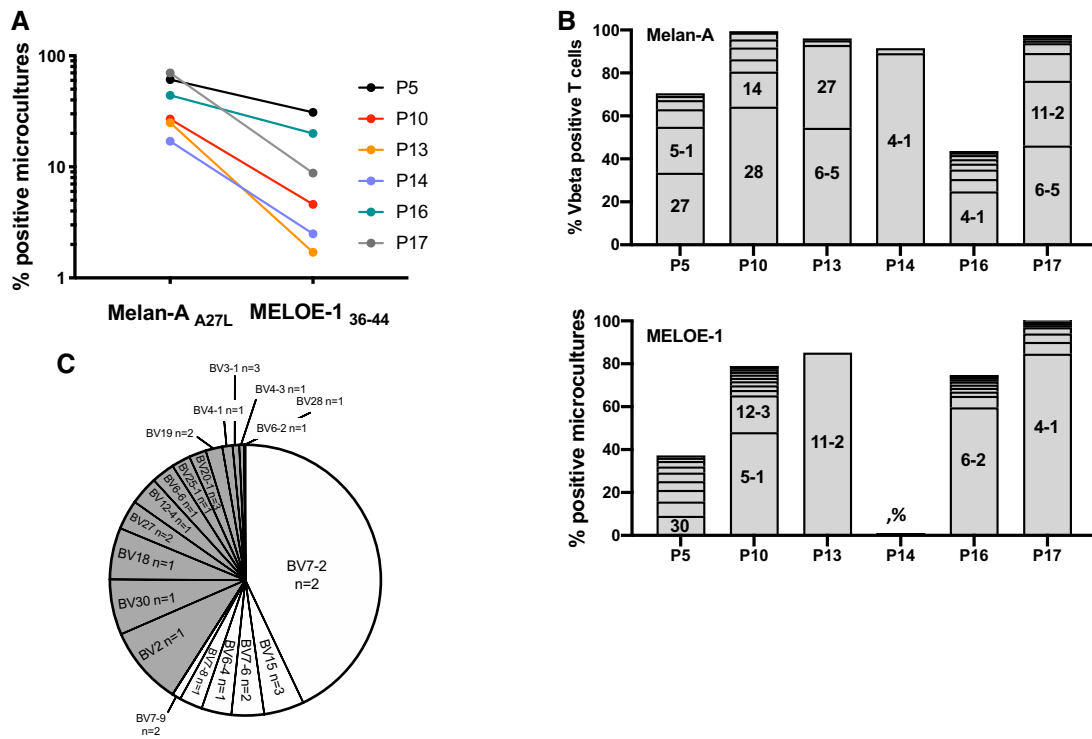 A
% positive microcultures
100
10
1
Melan-A A27L
MELOE-1 36-44
P5
P10
P13
P14
P16
P17
B
Melan-A
% Vbeta positive T cells
100
80
60
40
20
0
5-1
27
14
28
27
6-5
4-1
4-1
11-2
6-5
P5
P10
P13
P14
P16
P17
MELOE-1
% positive microcultures
100
80
60
40
20
0
30
12-3
5-1
11-2
,%
6-2
4-1
P5
P10
P13
P14
P16
P17
C
BV3-1 n=3
BV4-3 n=1
BV4-1 n=1
BV28 n=1
BV19 n=2
BV6-2 n=1
BV20-1 n=3
BV25-1 n=1
BV6-6 n=1
BV12-4 n=1
BV27 n=2
BV18 n=1
BV30 n=1
BV2 n=1
BV7-2
n=2
BV15 n=3
BV7-6 n=2
BV6-4 n=1
BV7-8 n=1
BV7-9
n=2